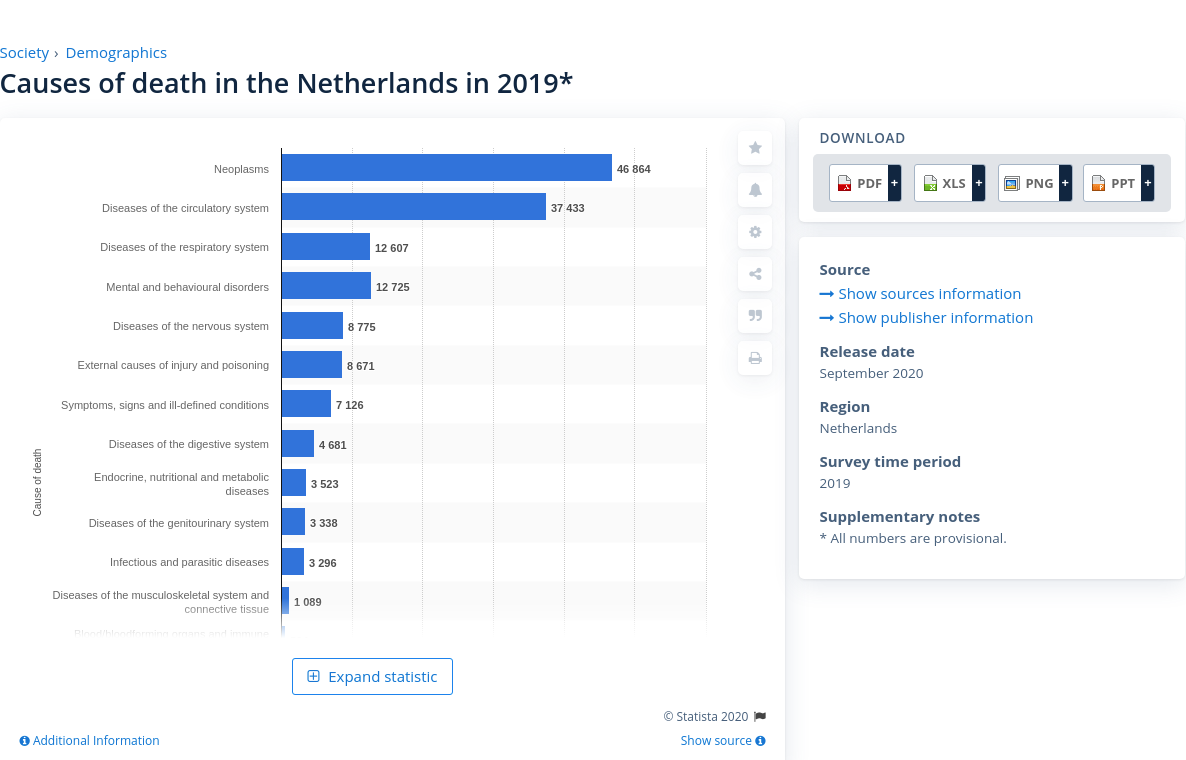 Society › Demographics
Causes of death in the Netherlands in 2019*
Neoplasms 46 864
Diseases of the circulatory system 37 433
Diseases of the respiratory system 12 607
Mental and behavioural disorders 12 725
Diseases of the nervous system 8 775
External causes of injury and poisoning 8 671
Symptoms, signs and ill-defined conditions 7 126
Diseases of the digestive system 4 681
Endocrine, nutritional and metabolic
diseases 3 523
Diseases of the genitourinary system 3 338
Infectious and parasitic diseases 3 296
Diseases of the musculoskeletal system and
connective tissue 1 089
Blood/bloodforming organs and immune
Cause of death
Expand statistic
© Statista 2020
Additional Information
Show source
DOWNLOAD
PDF + XLS + PNG + PPT +
Source
Show sources information
Show publisher information
Release date
September 2020
Region
Netherlands
Survey time period
2019
Supplementary notes
* All numbers are provisional.